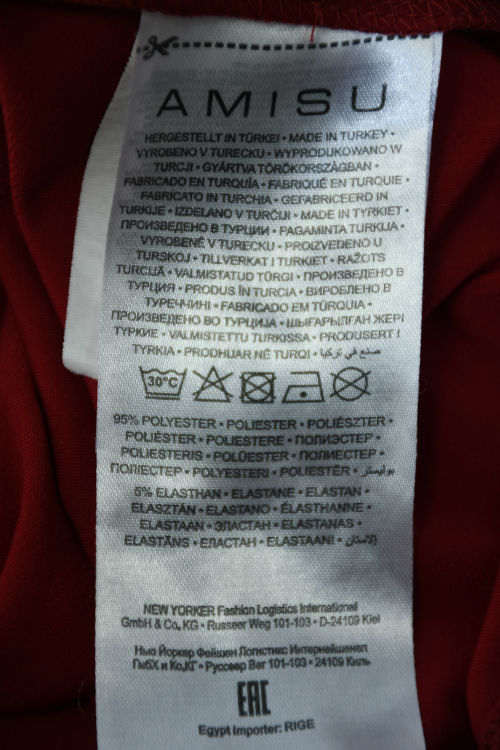 AMISU
HERGESTELLT IN TÜRKEI • MADE IN TURKEY •
VYROBENO V TURECKU • WYPRODUKOWANO W
TURCJI • GYÁRTVA TÖRÖKORSZÁGBAN •
FABRICADO EN TURQUÍA • FABRIQUÉ EN TURQUIE •
FABRICATO IN TURCHIA • GEFABRICEERD IN
TURKIJE • IZDELANO V TURČIJI • MADE IN TYRKIET •
ПРОИЗВЕДЕНО В ТУРЦИИ • PAGAMINTA TURKIJA •
VYROBENÉ V TURECKU • PROIZVEDENO U
TURSKOJ • TILLVERKAT I TURKIET • RAŽOTS
TURCIJĀ • VALMISTATUD TÜRGI • ПРОИЗВЕДЕНО В
ТУРЦИЯ • PRODUS ÎN TURCIA • ВИРОБЛЕНО В
ТУРЕЧЧИНІ • FABRICADO EM TÚRQUIA •
ПРОИЗВЕДЕНО ВО ТУРЦИЈА • ШЫҒАРЫЛҒАН ЖЕРІ
ТҮРКИЕ • VALMISTETTU TURKISSA • PRODUSERT I
TYRKIA • PRODHUAR NË TURQI • صنع في تركيا
30°C
95% POLYESTER • POLIESTER • POLIÉSZTER •
POLIÉSTER • POLIESTERE • ПОЛИЭСТЕР •
POLIESTERIS • POLÜESTER • ПОЛИЕСТЕР •
ПОЛІЕСТЕР • POLYESTERI • POLIESTËR • بوليستر
5% ELASTHAN • ELASTANE • ELASTAN •
ELASZTÁN • ELASTANO • ÉLASTHANNE •
ELASTAAN • ЭЛАСТАН • ELASTANAS •
ELASTĀNS • ЕЛАСТАН • ELASTAANI • إلاستان
NEW YORKER Fashion Logistics International
GmbH & Co. KG • Russeer Weg 101-103 • D-24109 Kiel
Нью Йоркер Фейшен Логистикс Интернейшенел
ГмбХ и Ко.КГ • Руссеер Вег 101-103 • 24109 Киль
EAC
Egypt Importer: RIGE